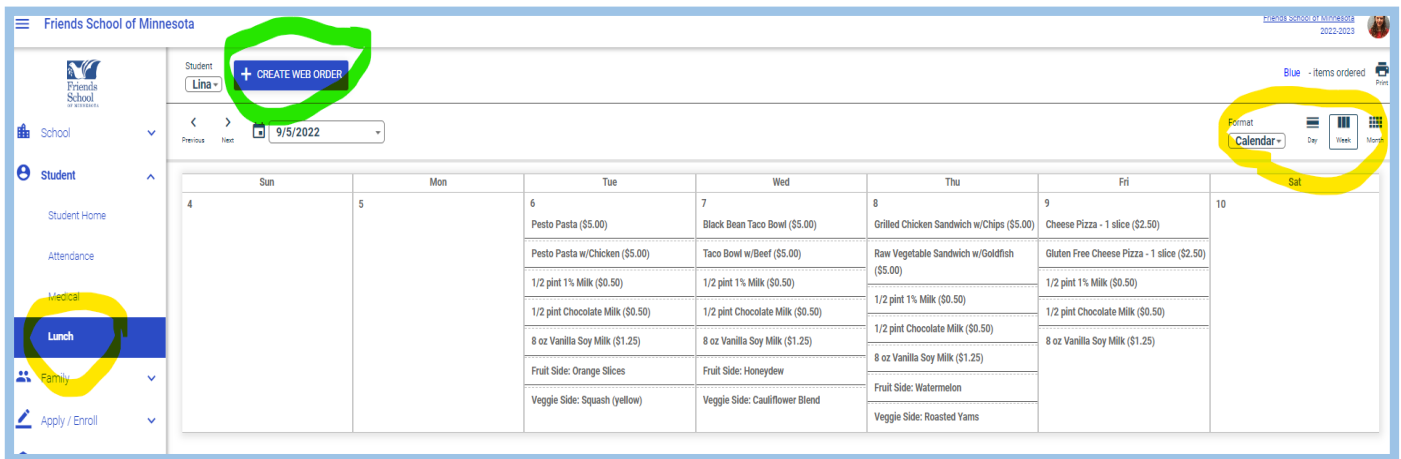 Friends School of Minnesota
Friends School of Minnesota
2022-2023
Friends
School
OF MINNESOTA
Student
Lina
+ CREATE WEB ORDER
Blue - items ordered
Print
Previous
Next
9/5/2022
Format
Calendar
Day
Week
Month
School
Student
Student Home
Attendance
Medical
Lunch
Family
Apply / Enroll
Sun
Mon
Tue
Wed
Thu
Fri
Sat
4
5
6
Pesto Pasta ($5.00)
Pesto Pasta w/Chicken ($5.00)
1/2 pint 1% Milk ($0.50)
1/2 pint Chocolate Milk ($0.50)
8 oz Vanilla Soy Milk ($1.25)
Fruit Side: Orange Slices
Veggie Side: Squash (yellow)
7
Black Bean Taco Bowl ($5.00)
Taco Bowl w/Beef ($5.00)
1/2 pint 1% Milk ($0.50)
1/2 pint Chocolate Milk ($0.50)
8 oz Vanilla Soy Milk ($1.25)
Fruit Side: Honeydew
Veggie Side: Cauliflower Blend
8
Grilled Chicken Sandwich w/Chips ($5.00)
Raw Vegetable Sandwich w/Goldfish
($5.00)
1/2 pint 1% Milk ($0.50)
1/2 pint Chocolate Milk ($0.50)
8 oz Vanilla Soy Milk ($1.25)
Fruit Side: Watermelon
Veggie Side: Roasted Yams
9
Cheese Pizza - 1 slice ($2.50)
Gluten Free Cheese Pizza - 1 slice ($2.50)
1/2 pint 1% Milk ($0.50)
1/2 pint Chocolate Milk ($0.50)
8 oz Vanilla Soy Milk ($1.25)
10